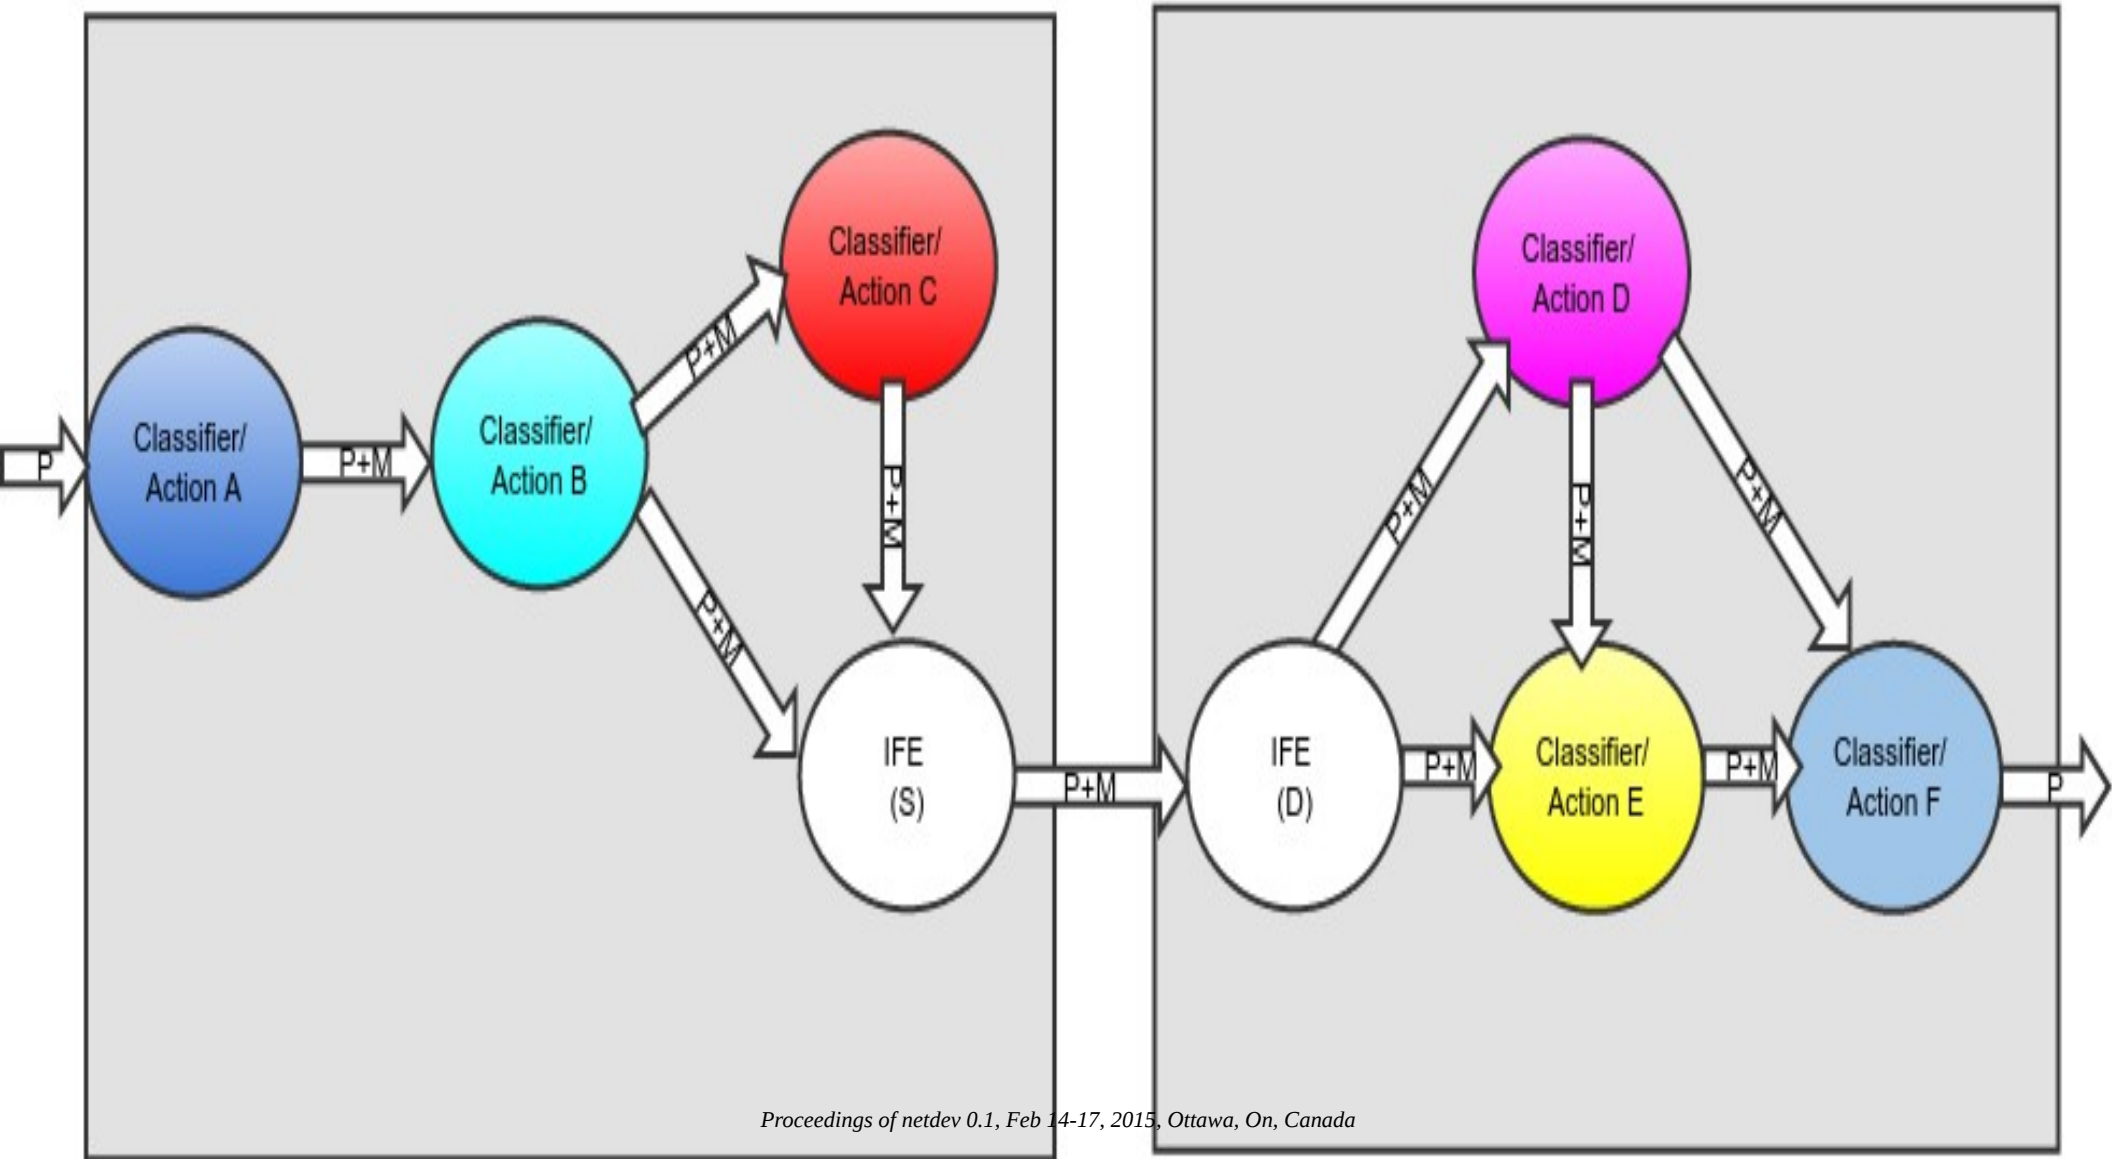 Classifier/
Action C
Classifier/
Action D
P+M
Classifier/
Action A
Classifier/
Action B
P
P+M
P+M
P+M
P+M
P+M
P+M
IFE
(S)
IFE
(D)
Classifier/
Action E
Classifier/
Action F
P+M
P+M
P+M
P
Proceedings of netdev 0.1, Feb 14-17, 2015, Ottawa, On, Canada